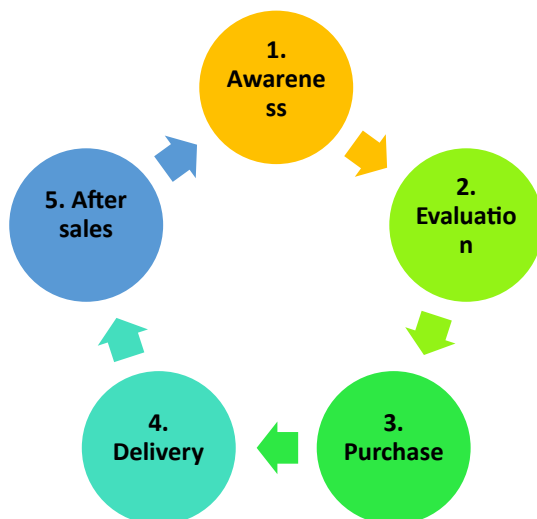 1.
Awarene
ss
2.
Evaluatio
n
3.
Purchase
4.
Delivery
5. After
sales